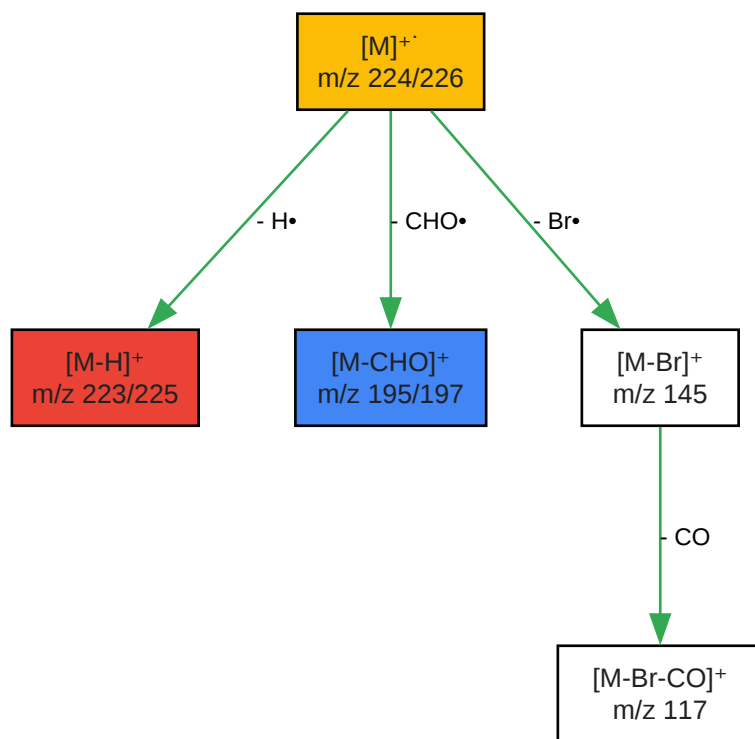 [M]⁺˙
m/z 224/226
- H•
- CHO•
- Br•
[M-H]⁺
m/z 223/225
[M-CHO]⁺
m/z 195/197
[M-Br]⁺
m/z 145
- CO
[M-Br-CO]⁺
m/z 117